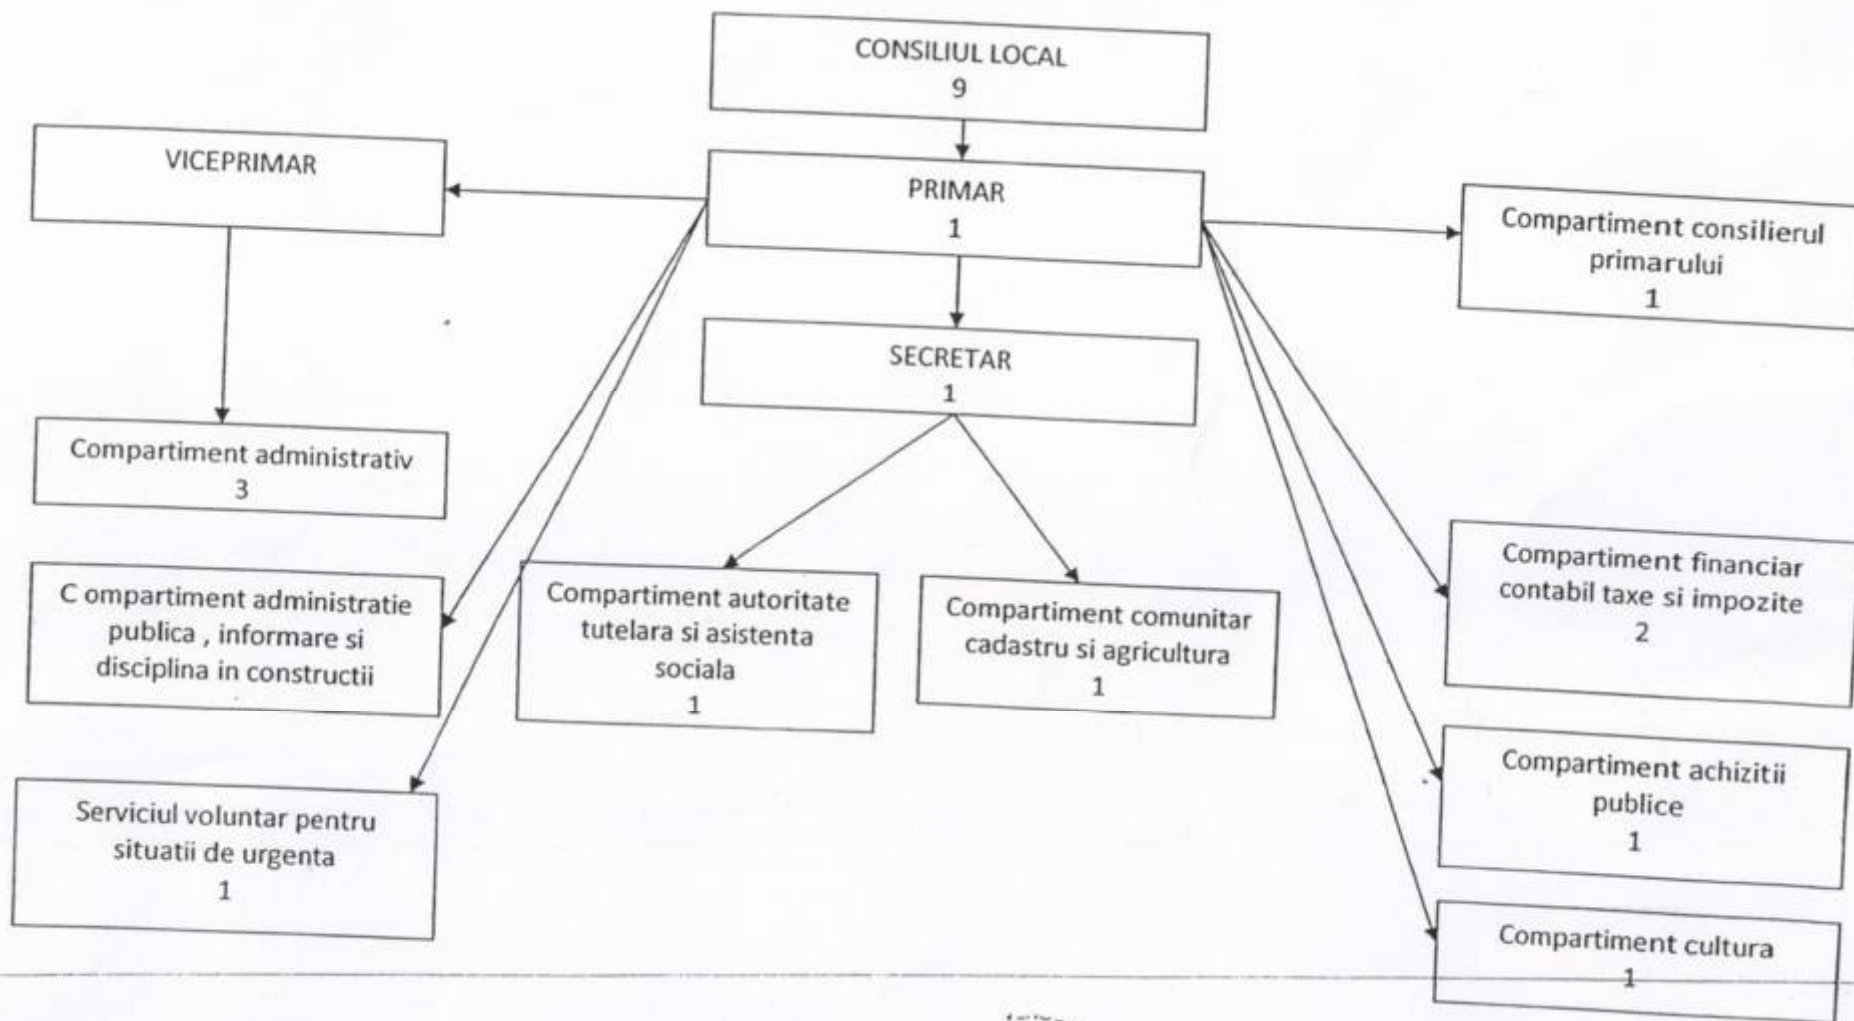 CONSILIUL LOCAL
9
VICEPRIMAR
PRIMAR
1
Compartiment consilierul
primarului
1
SECRETAR
1
Compartiment administrativ
3
C ompartiment administratie
publica , informare si
disciplina in constructii
Compartiment autoritate
tutelara si asistenta
sociala
1
Compartiment comunitar
cadastru si agricultura
1
Compartiment financiar
contabil taxe si impozite
2
Compartiment achizitii
publice
1
Serviciul voluntar pentru
situatii de urgenta
1
Compartiment cultura
1